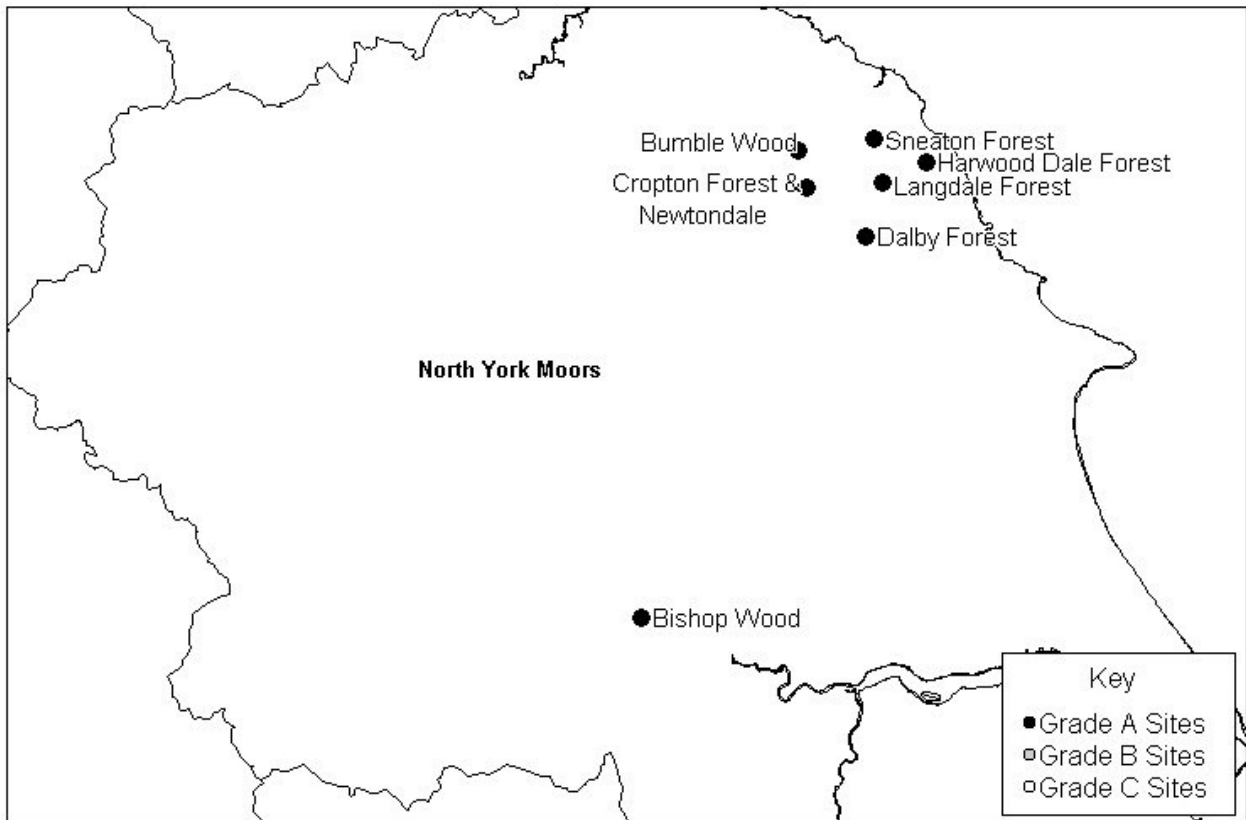 Sneaton Forest
Bumble Wood
Harwood Dale Forest
Cropton Forest &
Newtondale
Langdale Forest
Dalby Forest
North York Moors
Bishop Wood
Key
Grade A Sites
Grade B Sites
Grade C Sites